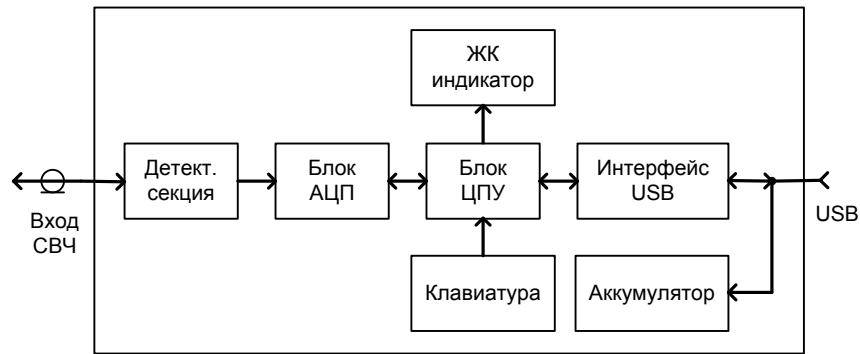 ЖК
индикатор
Детект.
секция
Блок
АЦП
Блок
ЦПУ
Интерфейс
USB
Вход
СВЧ
USB
Клавиатура
Аккумулятор